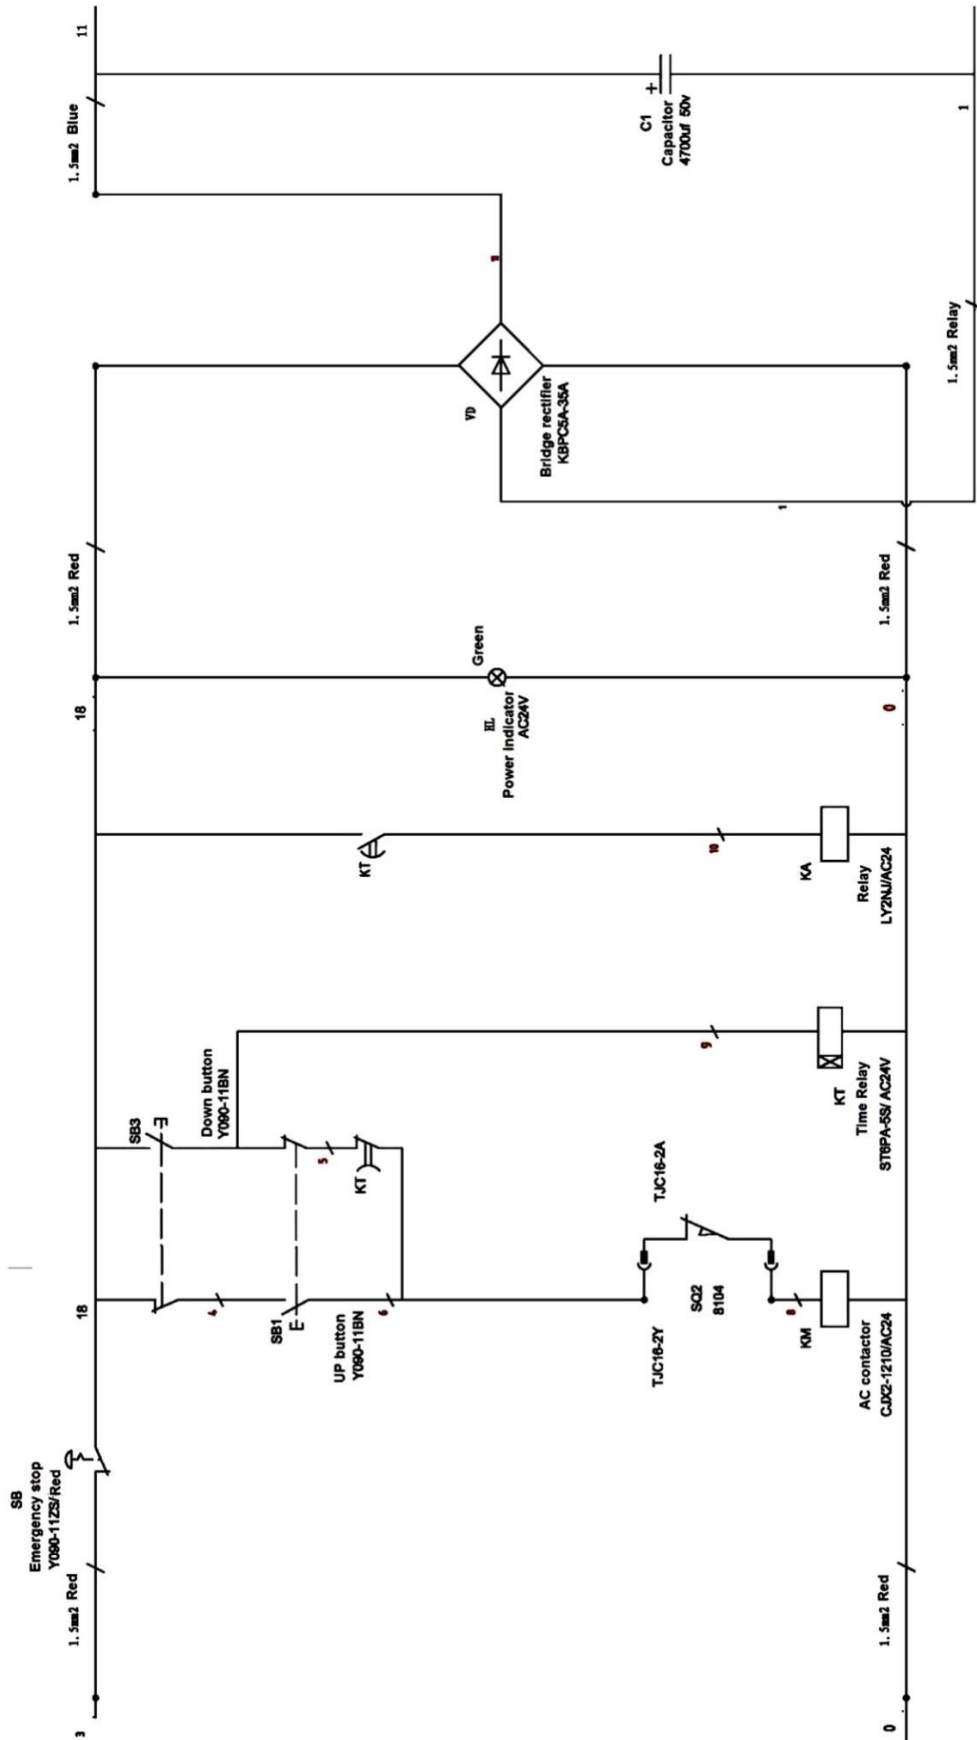 3
1.5mm2 Red
SB
Emergency stop
Y090-11ZS/Red
18
4
SB1
UP button
Y090-11BN
6
TJC16-2Y
TJC16-2A
SQ2
8104
8
KM
AC contactor
CJX2-1210/AC24
0
1.5mm2 Red
SB3
Down button
Y090-11BN
5
KT
9
KT
Time Relay
ST6PA-5S/ AC24V
KT
10
KA
Relay
LY2NJ/AC24
18
HL
Power indicator
AC24V
Green
0
1.5mm2 Red
1.5mm2 Red
VD
Bridge rectifier
KBPC5A-35A
11
1
1.5mm2 Relay
1.5mm2 Blue
11
C1
+
Capacitor
4700uf 50v
1